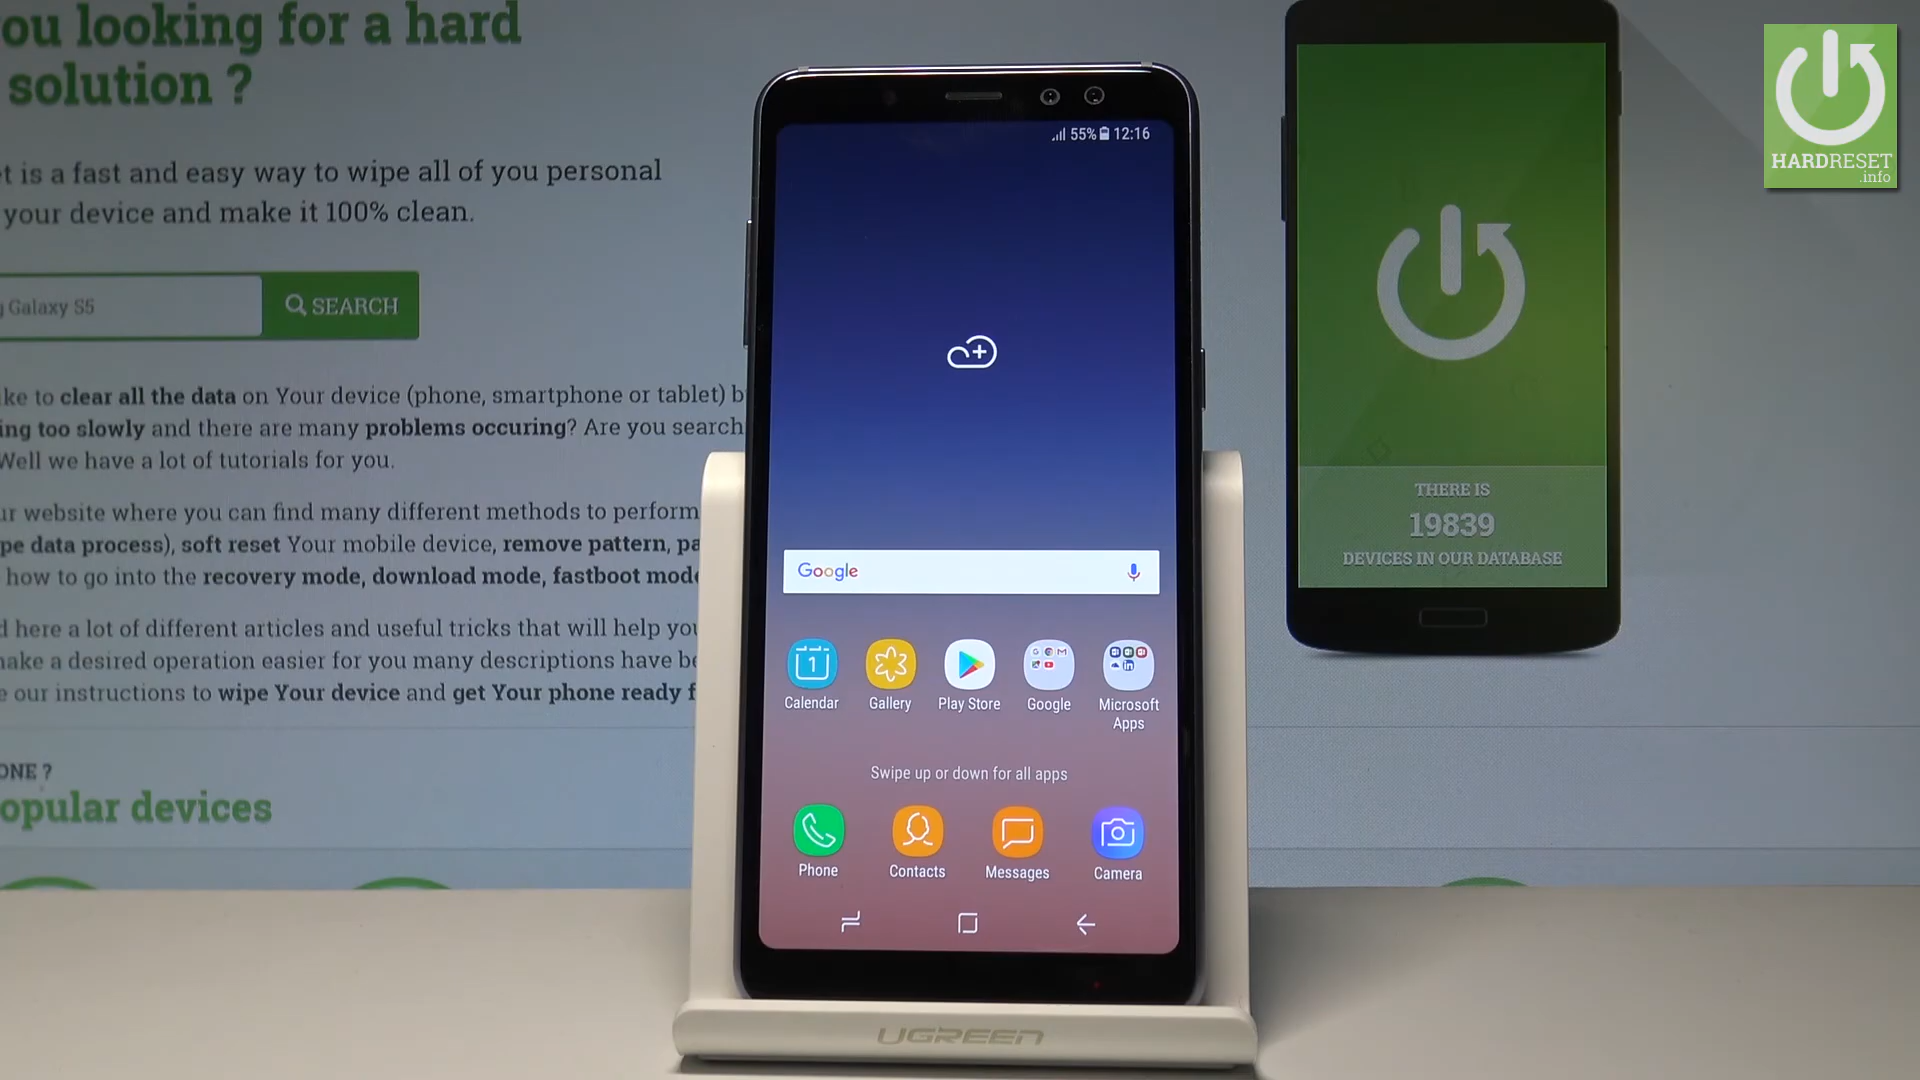 ou looking for a hard
solution ?
t is a fast and easy way to wipe all of you personal
your device and make it 100% clean.
Galaxy S5
SEARCH
ke to clear all the data on Your device (phone, smartphone or tablet) b
ing too slowly and there are many problems occuring? Are you search
Well we have a lot of tutorials for you.
ur website where you can find many different methods to perform
pe data process), soft reset Your mobile device, remove pattern, pa
how to go into the recovery mode, download mode, fastboot mode
d here a lot of different articles and useful tricks that will help you
nake a desired operation easier for you many descriptions have be
e our instructions to wipe Your device and get Your phone ready f
ONE ?
opular devices
55% 12:16
Google
1
Calendar
Gallery
Play Store
Google
Microsoft
Apps
Swipe up or down for all apps
Phone
Contacts
Messages
Camera
UGREEN
THERE IS
19839
DEVICES IN OUR DATABASE
HARDRESET
.info